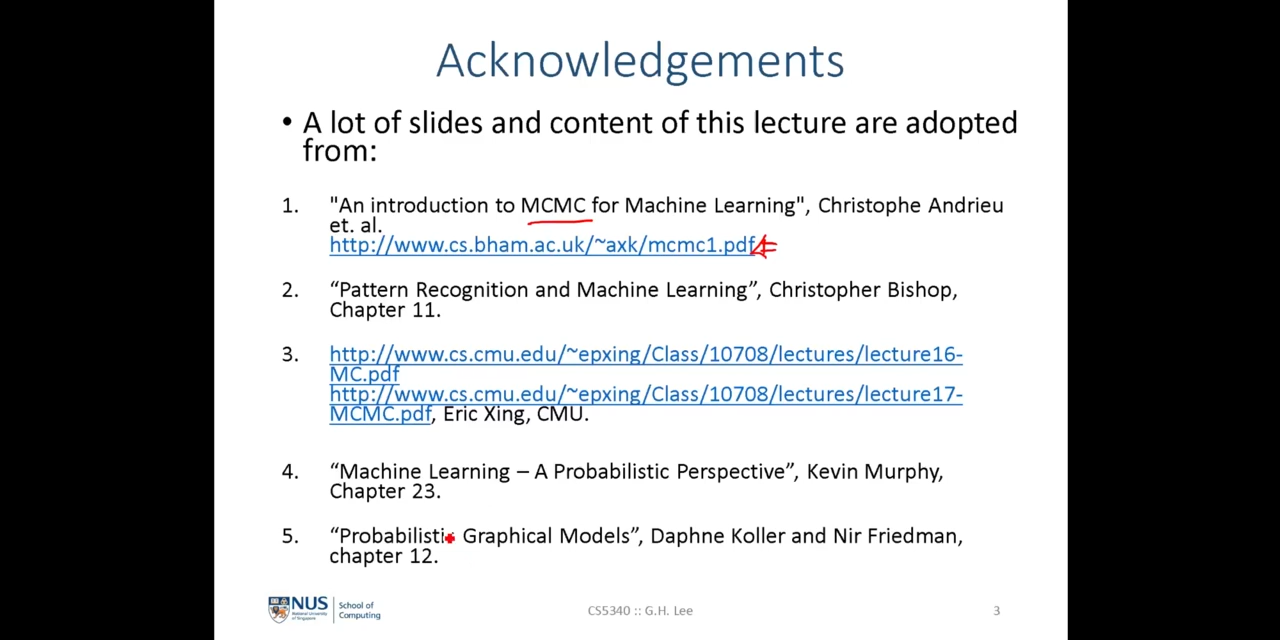 Acknowledgements
• A lot of slides and content of this lecture are adopted
from:
1. "An introduction to MCMC for Machine Learning", Christophe Andrieu
et. al.
http://www.cs.bham.ac.uk/~axk/mcmc1.pdf
2. “Pattern Recognition and Machine Learning”, Christopher Bishop,
Chapter 11.
3. http://www.cs.cmu.edu/~epxing/Class/10708/lectures/lecture16-
MC.pdf
http://www.cs.cmu.edu/~epxing/Class/10708/lectures/lecture17-
MCMC.pdf, Eric Xing, CMU.
4. “Machine Learning – A Probabilistic Perspective”, Kevin Murphy,
Chapter 23.
5. “Probabilistic Graphical Models”, Daphne Koller and Nir Friedman,
chapter 12.
NUS
National University
of Singapore
School of
Computing
CS5340 :: G.H. Lee
3